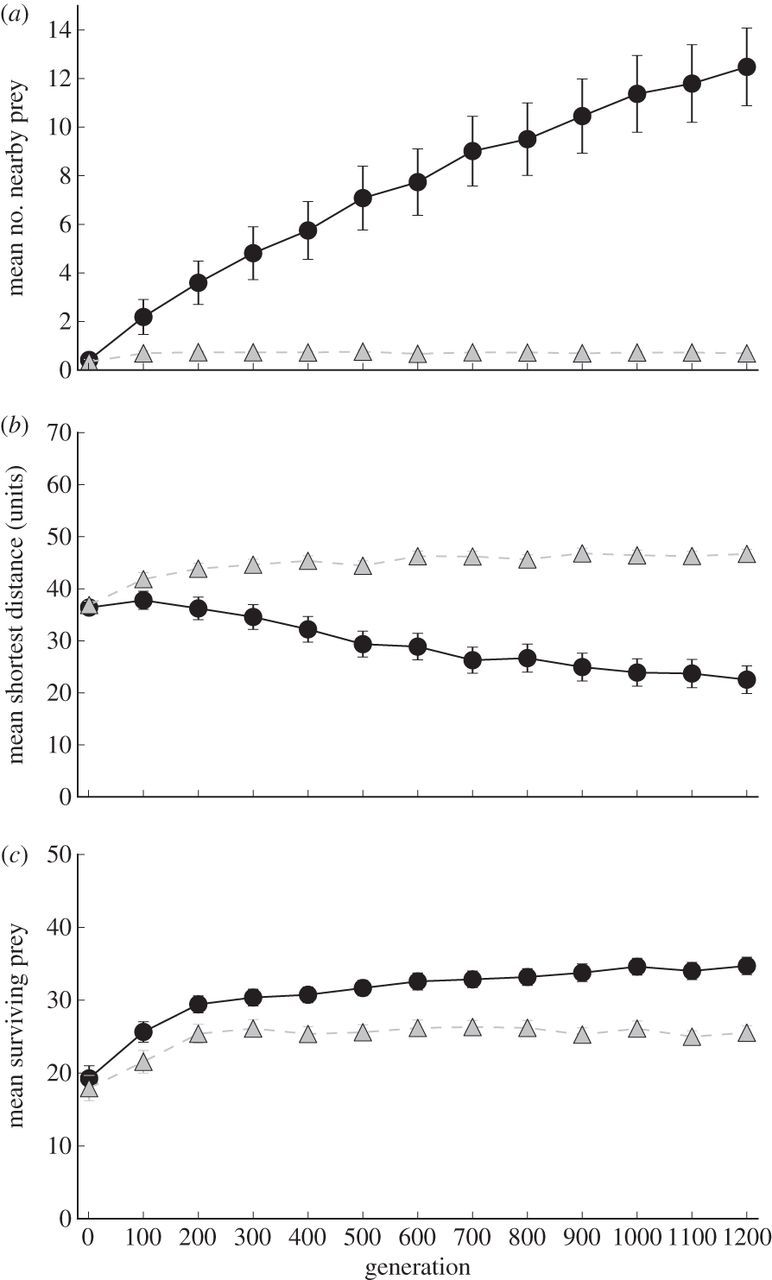 (a)
14
12
10
8
6
4
2
0
mean no. nearby prey
(b)
70
60
50
40
30
20
10
0
mean shortest distance (units)
(c)
50
40
30
20
10
0
mean surviving prey
0 100 200 300 400 500 600 700 800 900 1000 1100 1200
generation